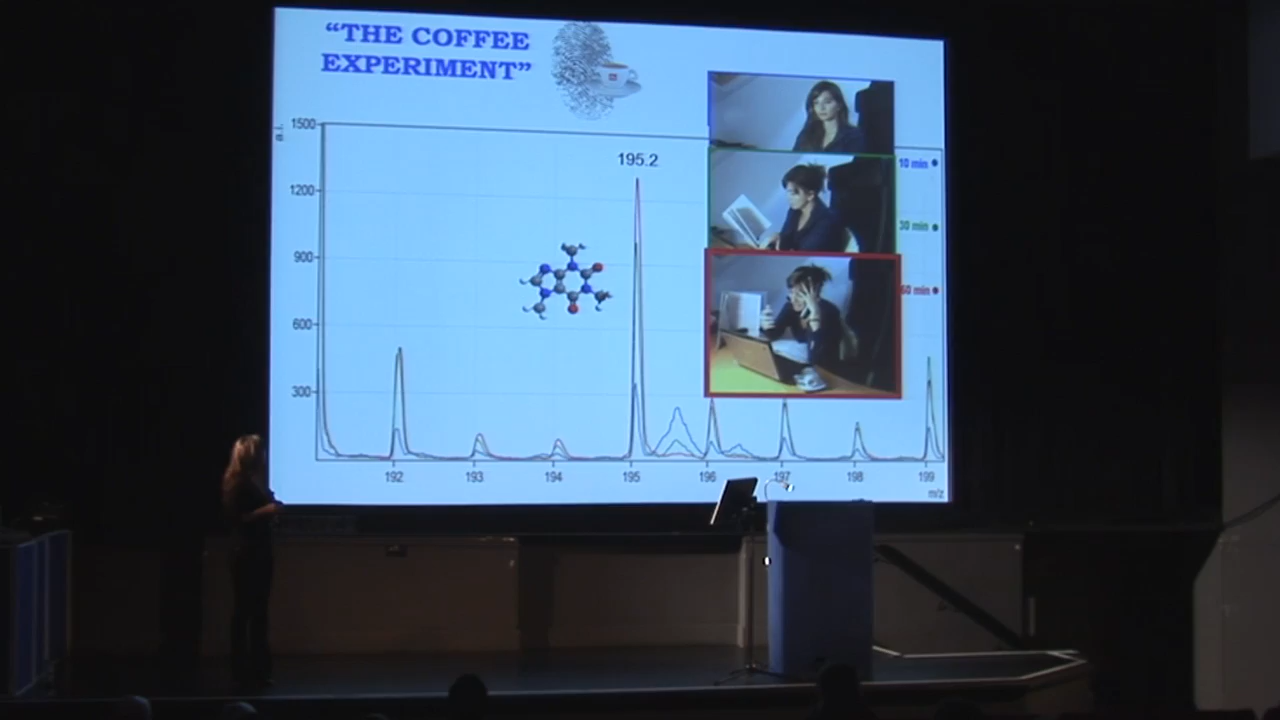 “THE COFFEE
EXPERIMENT”
a.i.
1500
195.2
10 min
1200
30 min
900
60 min
600
300
192
193
194
195
196
197
198
199
m/z